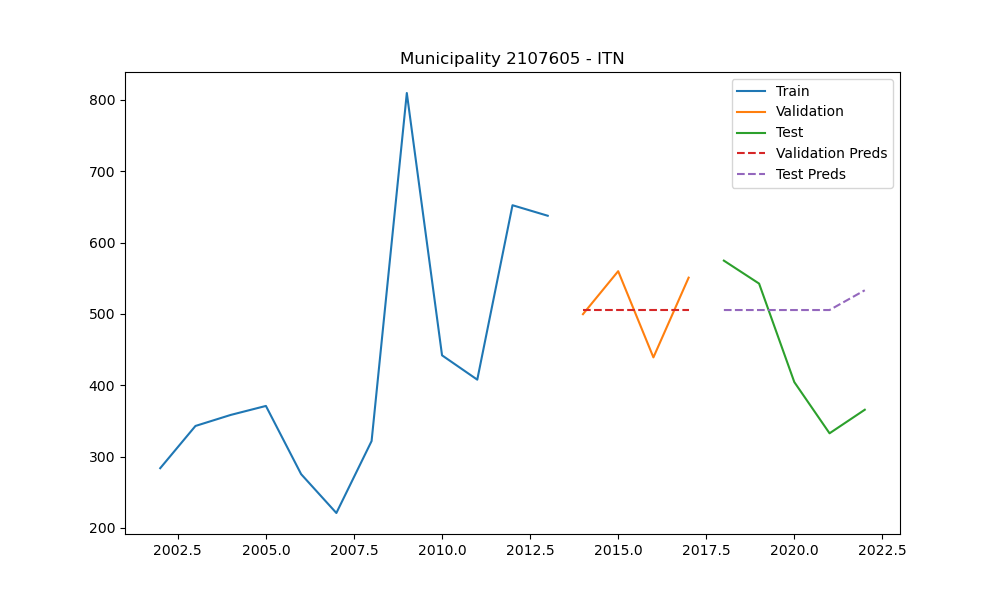 Municipality 2107605 - ITN
Train
Validation
Test
Validation Preds
Test Preds
800
700
600
500
400
300
200
2002.5 2005.0 2007.5 2010.0 2012.5 2015.0 2017.5 2020.0 2022.5